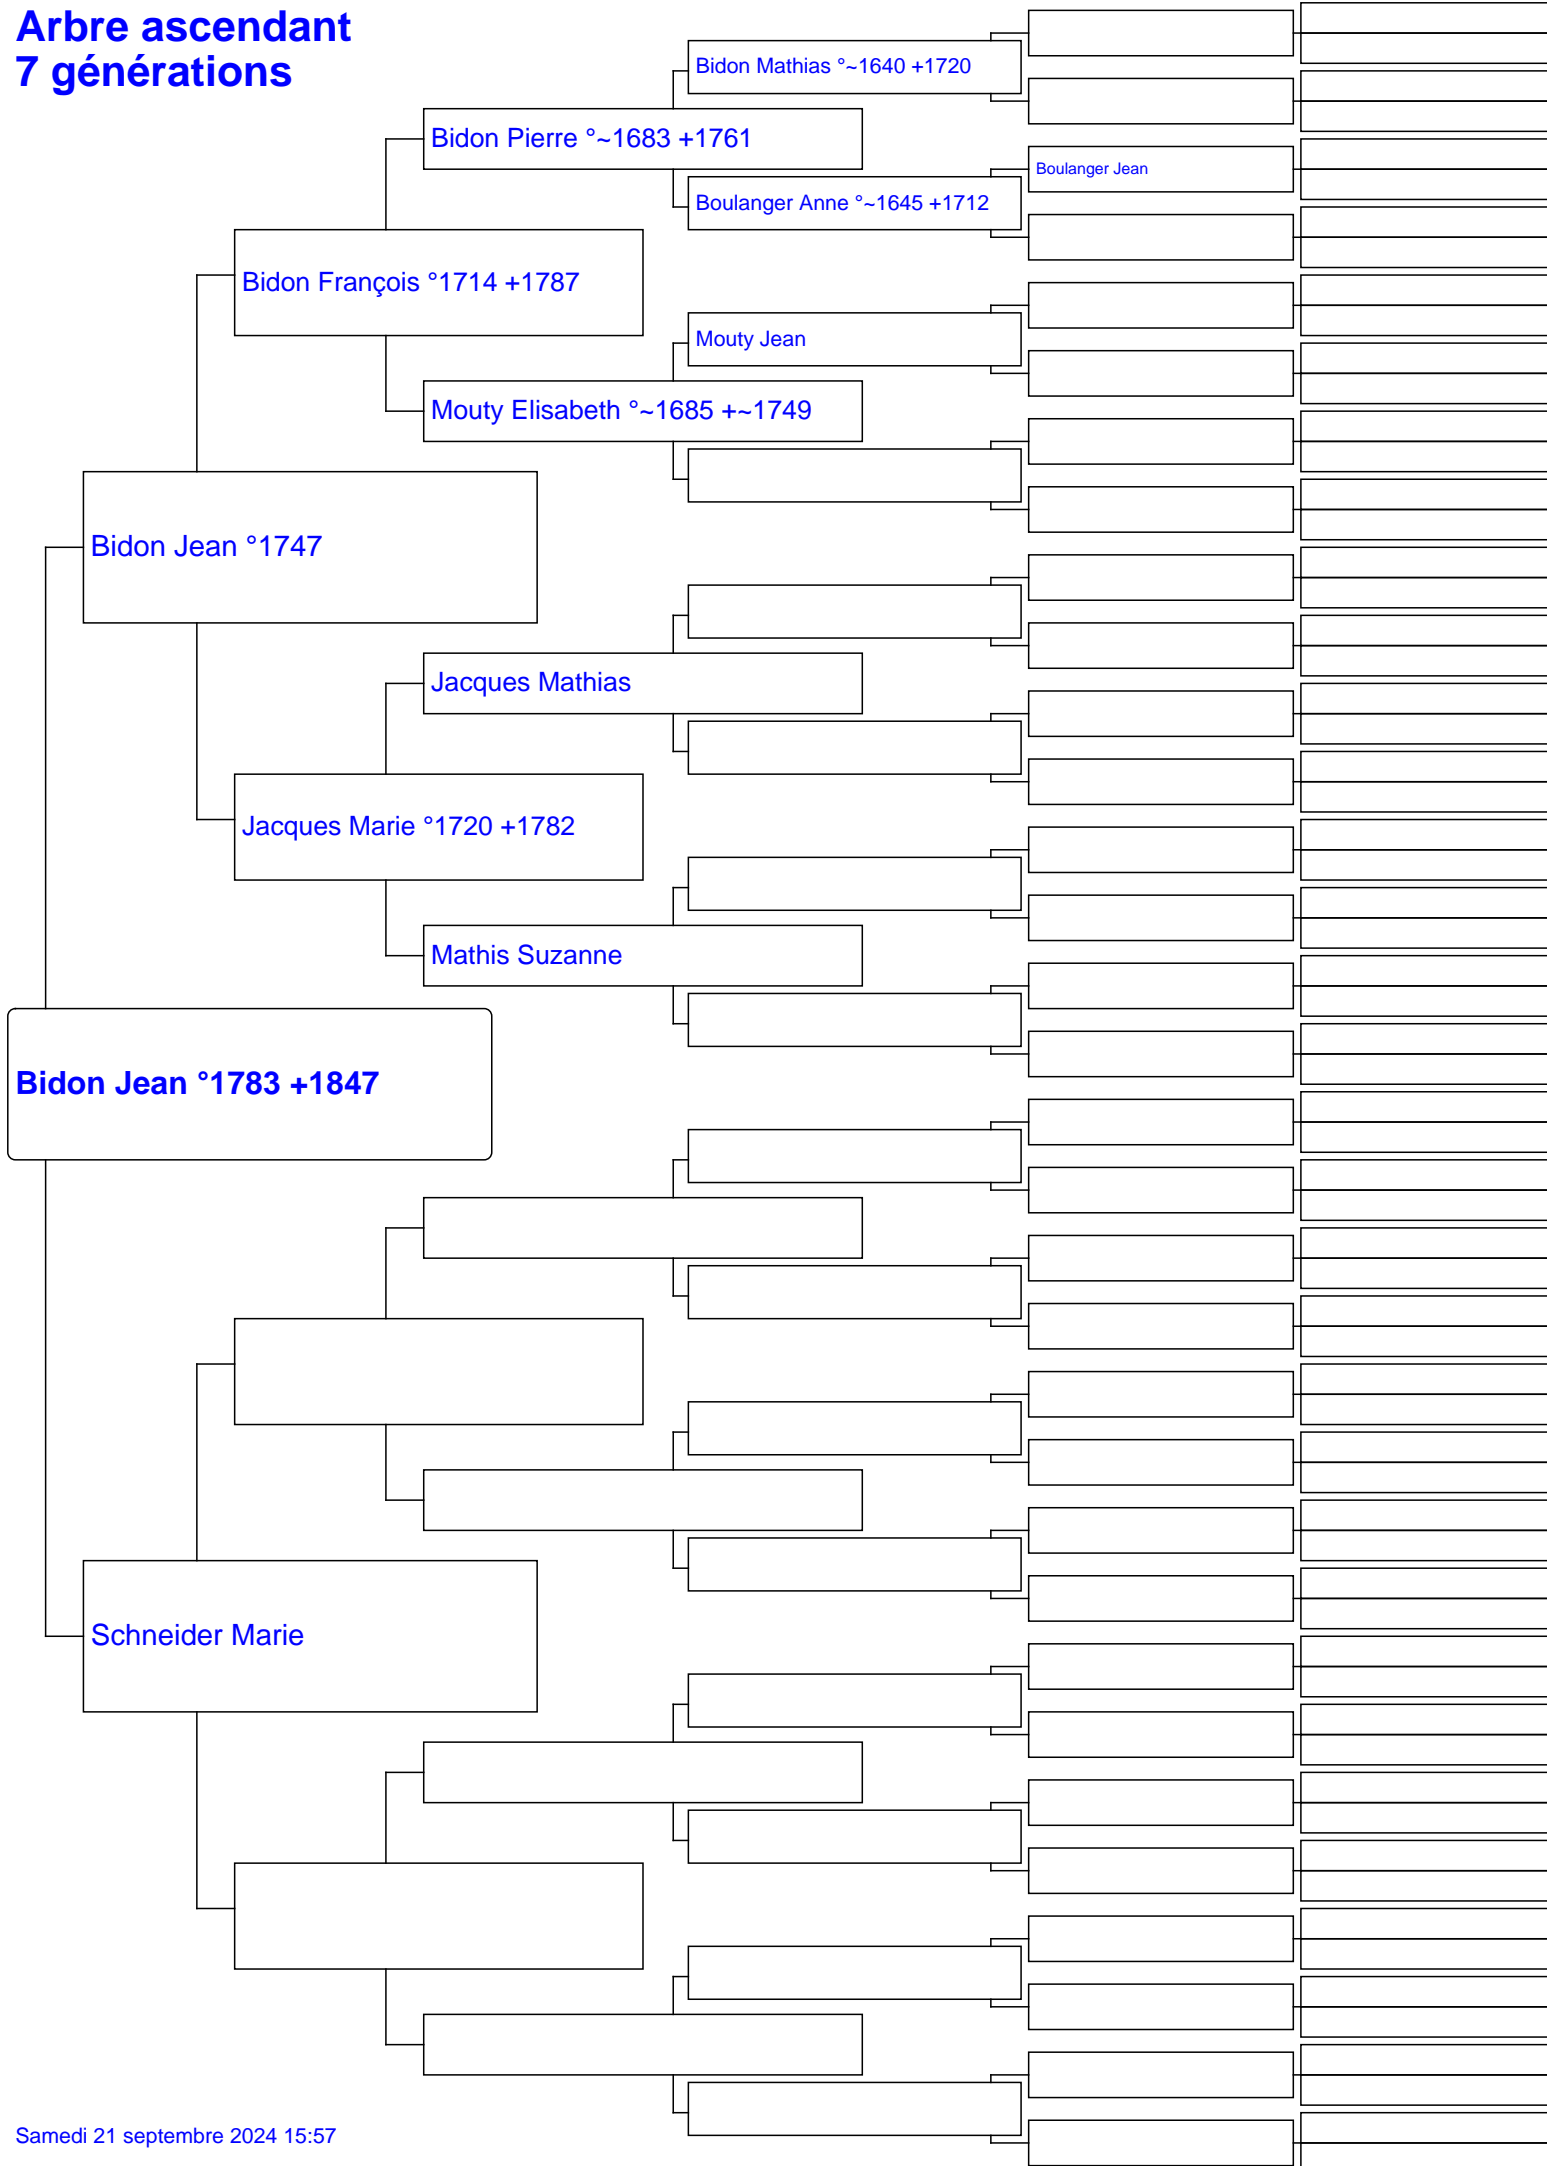 Arbre ascendant
7 générations
Bidon Mathias °~1640 +1720
Bidon Pierre °~1683 +1761
Boulanger Jean
Boulanger Anne °~1645 +1712
Bidon François °1714 +1787
Mouty Jean
Mouty Elisabeth °~1685 +~1749
Bidon Jean °1747
Jacques Mathias
Jacques Marie °1720 +1782
Mathis Suzanne
Bidon Jean °1783 +1847
Schneider Marie
Samedi 21 septembre 2024 15:57